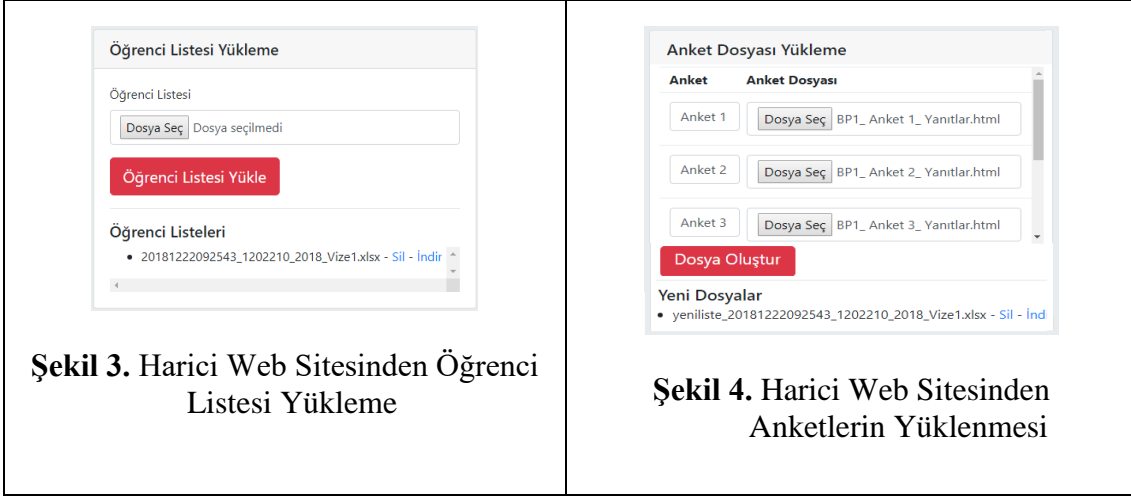 Öğrenci Listesi Yükleme
Öğrenci Listesi
Dosya Seç Dosya seçilmedi
Öğrenci Listesi Yükle
Öğrenci Listeleri
• 20181222092543_1202210_2018_Vize1.xlsx - Sil - İndir
Şekil 3. Harici Web Sitesinden Öğrenci
Listesi Yükleme
Anket Dosyası Yükleme
Anket Anket Dosyası
Anket 1 Dosya Seç BP1_ Anket 1_ Yanıtlar.html
Anket 2 Dosya Seç BP1_ Anket 2_ Yanıtlar.html
Anket 3 Dosya Seç BP1_ Anket 3_ Yanıtlar.html
Dosya Oluştur
Yeni Dosyalar
• yeniliste_20181222092543_1202210_2018_Vize1.xlsx - Sil - İnd
Şekil 4. Harici Web Sitesinden
Anketlerin Yüklenmesi